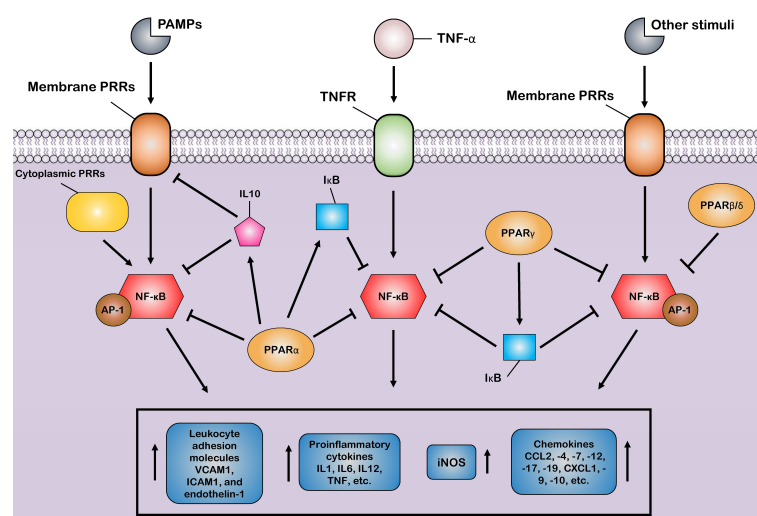 PAMPs
TNF-α
Other stimuli
Membrane PRRs
TNFR
Membrane PRRs
Cytoplasmic PRRs
IL10
IκB
PPARγ
PPARβ/δ
NF-κB
AP-1
NF-κB
NF-κB
AP-1
PPARα
IκB
Leukocyte
adhesion
molecules
VCAM1,
ICAM1, and
endothelin-1
Proinflammatory
cytokines
IL1, IL6, IL12,
TNF, etc.
iNOS
Chemokines
CCL2, -4, -7, -12,
-17, -19, CXCL1, -
9, -10, etc.